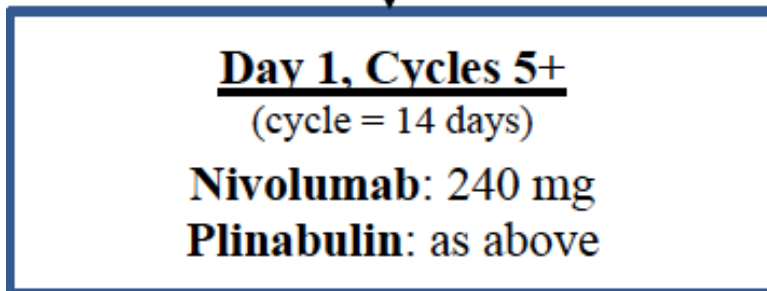 Day 1, Cycles 5+
(cycle = 14 days)
Nivolumab: 240 mg
Plinabulin: as above